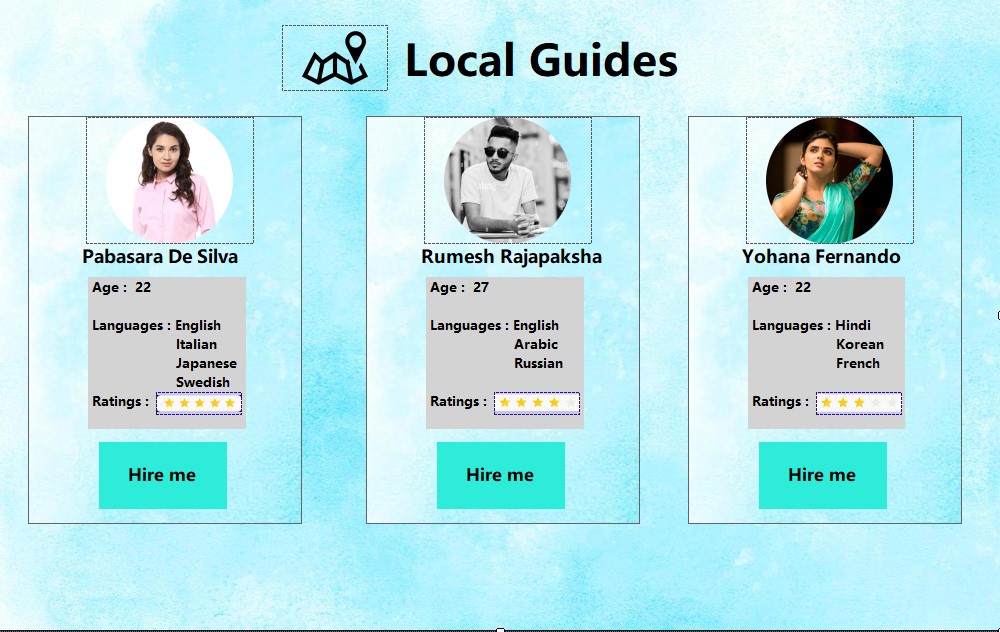 Local Guides
Pabasara De Silva
Age : 22
Languages : English
Italian
Japanese
Swedish
Ratings :
Hire me
Rumesh Rajapaksha
Age : 27
Languages : English
Arabic
Russian
Ratings :
Hire me
Yohana Fernando
Age : 22
Languages : Hindi
Korean
French
Ratings :
Hire me